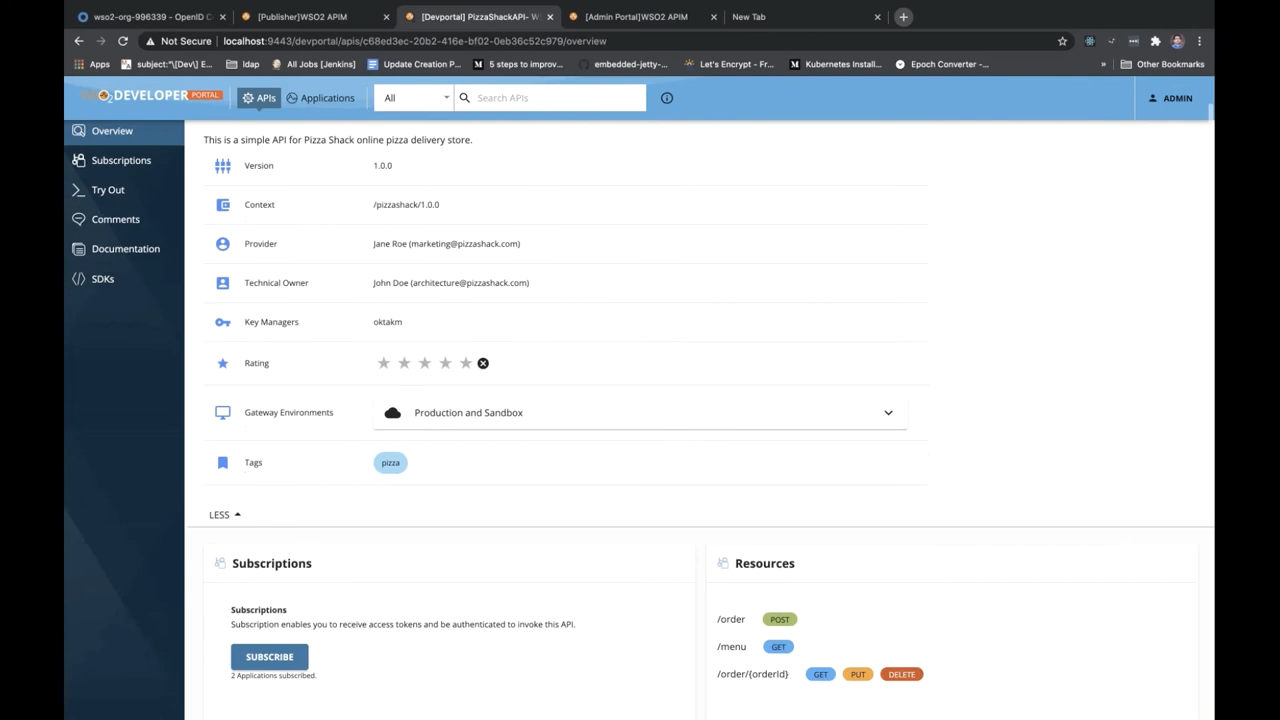 wso2-org-996339 - OpenID C
[Publisher]WSO2 APIM
[Devportal] PizzaShackAPI- W
[Admin Portal]WSO2 APIM
New Tab
Not Secure
localhost:9443/devportal/apis/c68ed3ec-20b2-416e-bf02-0eb36c52c979/overview
Apps
subject:"\[Dev\] E...
ldap
All Jobs [Jenkins]
Update Creation P...
5 steps to improv...
embedded-jetty-...
Let's Encrypt - Fr...
Kubernetes Instal...
Epoch Converter -...
»
Other Bookmarks
WSO2 DEVELOPER PORTAL
APIs
Applications
All
Search APIs
ADMIN
Overview
Subscriptions
Try Out
Comments
Documentation
SDKs
This is a simple API for Pizza Shack online pizza delivery store.
Version 1.0.0
Context /pizzashack/1.0.0
Provider Jane Roe (marketing@pizzashack.com)
Technical Owner John Doe (architecture@pizzashack.com)
Key Managers oktakm
Rating
Gateway Environments Production and Sandbox
Tags pizza
LESS
Subscriptions
Subscriptions
Subscription enables you to receive access tokens and be authenticated to invoke this API.
SUBSCRIBE
2 Applications subscribed.
Resources
/order POST
/menu GET
/order/{orderId} GET PUT DELETE